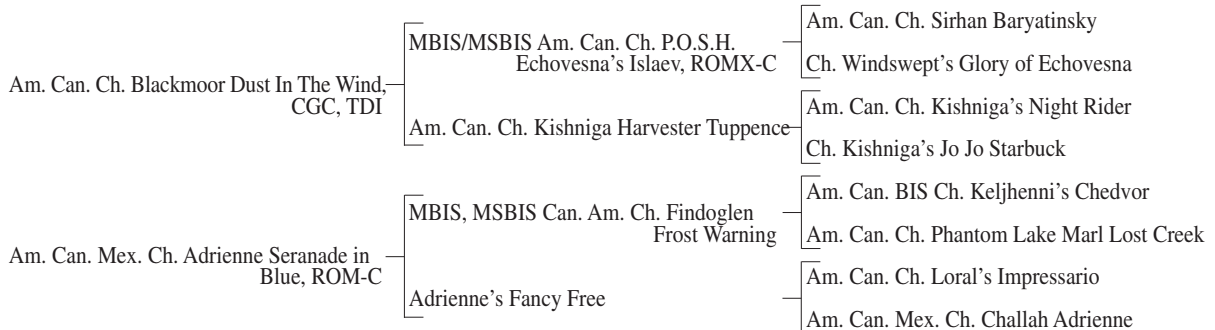 Am. Can. Ch. Sirhan Baryatinsky
MBIS/MSBIS Am. Can. Ch. P.O.S.H.
Echovesna's Islaev, ROMX-C
Ch. Windswept's Glory of Echovesna
Am. Can. Ch. Blackmoor Dust In The Wind,
CGC, TDI
Am. Can. Ch. Kishniga's Night Rider
Am. Can. Ch. Kishniga Harvester Tuppence
Ch. Kishniga's Jo Jo Starbuck
Am. Can. BIS Ch. Keljhenni's Chedvor
MBIS, MSBIS Can. Am. Ch. Findoglen
Frost Warning
Am. Can. Ch. Phantom Lake Marl Lost Creek
Am. Can. Mex. Ch. Adrienne Seranade in
Blue, ROM-C
Am. Can. Ch. Loral's Impressario
Adrienne's Fancy Free
Am. Can. Mex. Ch. Challah Adrienne